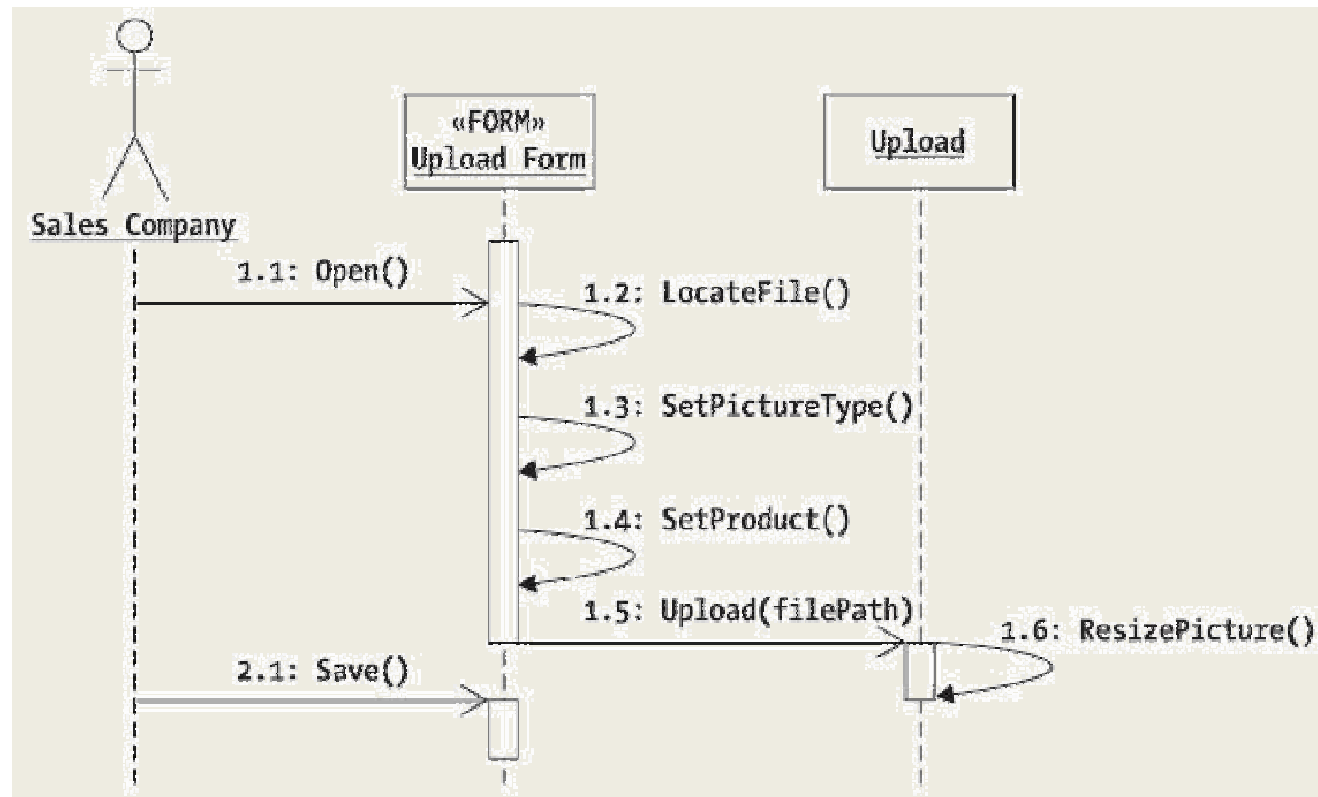 «FORM»
Upload Form
Upload
Sales Company
1.1: Open()
1.2: LocateFile()
1.3: SetPictureType()
1.4: SetProduct()
1.5: Upload(filePath)
1.6: ResizePicture()
2.1: Save()